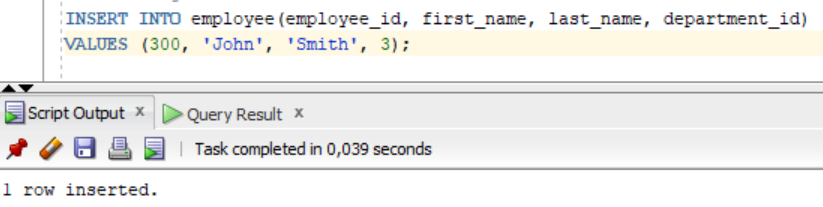 INSERT INTO employee(employee_id, first_name, last_name, department_id)
VALUES (300, 'John', 'Smith', 3);
Script Output x Query Result x
Task completed in 0,039 seconds
1 row inserted.